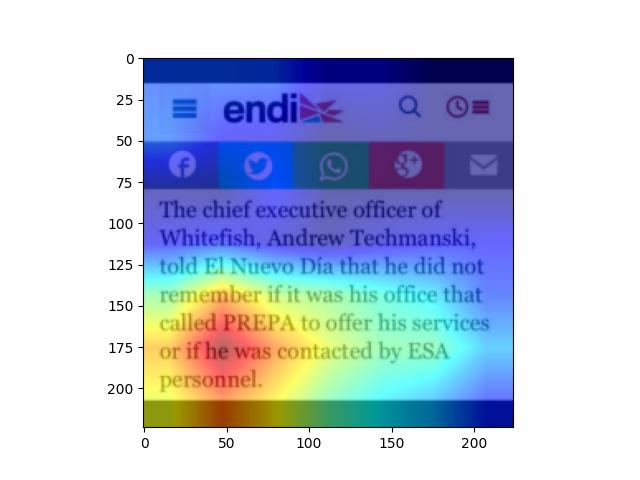 0
25
50
75
100
125
150
175
200
endi
The chief executive officer of
Whitefish, Andrew Techmanski,
told El Nuevo Día that he did not
remember if it was his office that
called PREPA to offer his services
or if he was contacted by ESA
personnel.
0 50 100 150 200